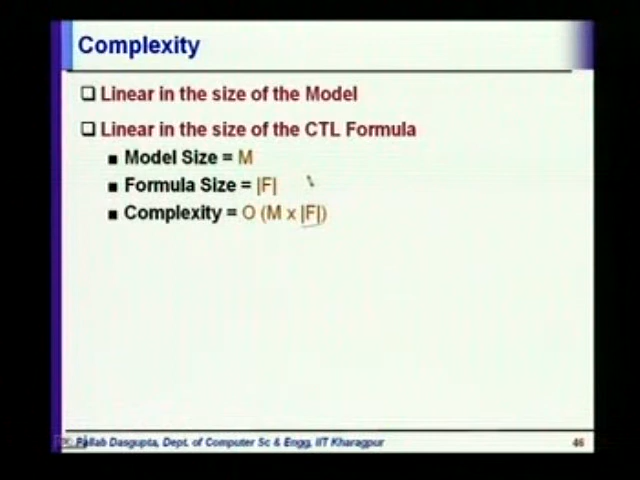 Complexity
Linear in the size of the Model
Linear in the size of the CTL Formula
Model Size = M
Formula Size = |F|
Complexity = O (M x |F|)
Pallab Dasgupta, Dept. of Computer Sc & Engg, IIT Kharagpur
46